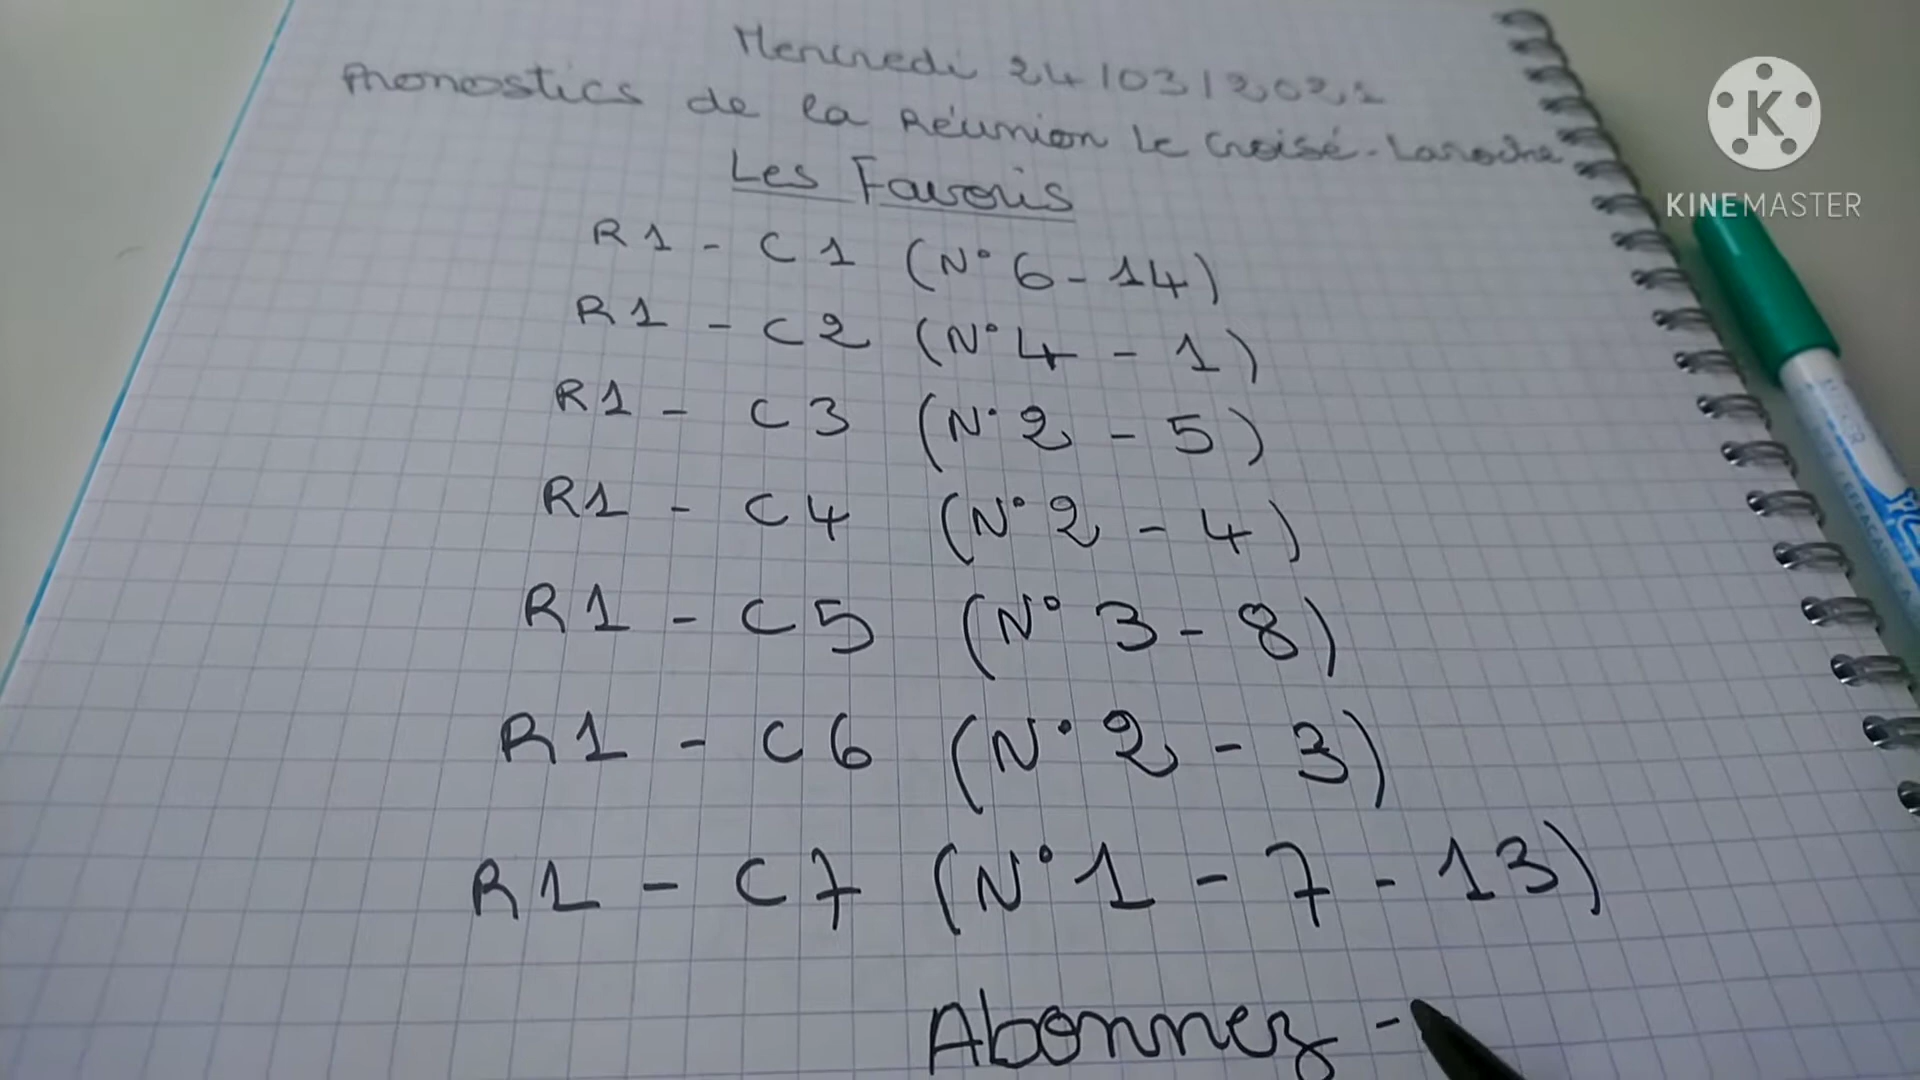 Mercredi 24/03/2021
Pronostics de la Réunion Le Croisé-Laroche
Les Favoris
R1 - C1 (N° 6 - 14)
R1 - C2 (N° 4 - 1)
R1 - C3 (N° 2 - 5)
R1 - C4 (N° 2 - 4)
R1 - C5 (N° 3 - 8)
R1 - C6 (N° 2 - 3)
R1 - C7 (N° 1 - 7 - 13)
Abonnez -
KINEMASTER